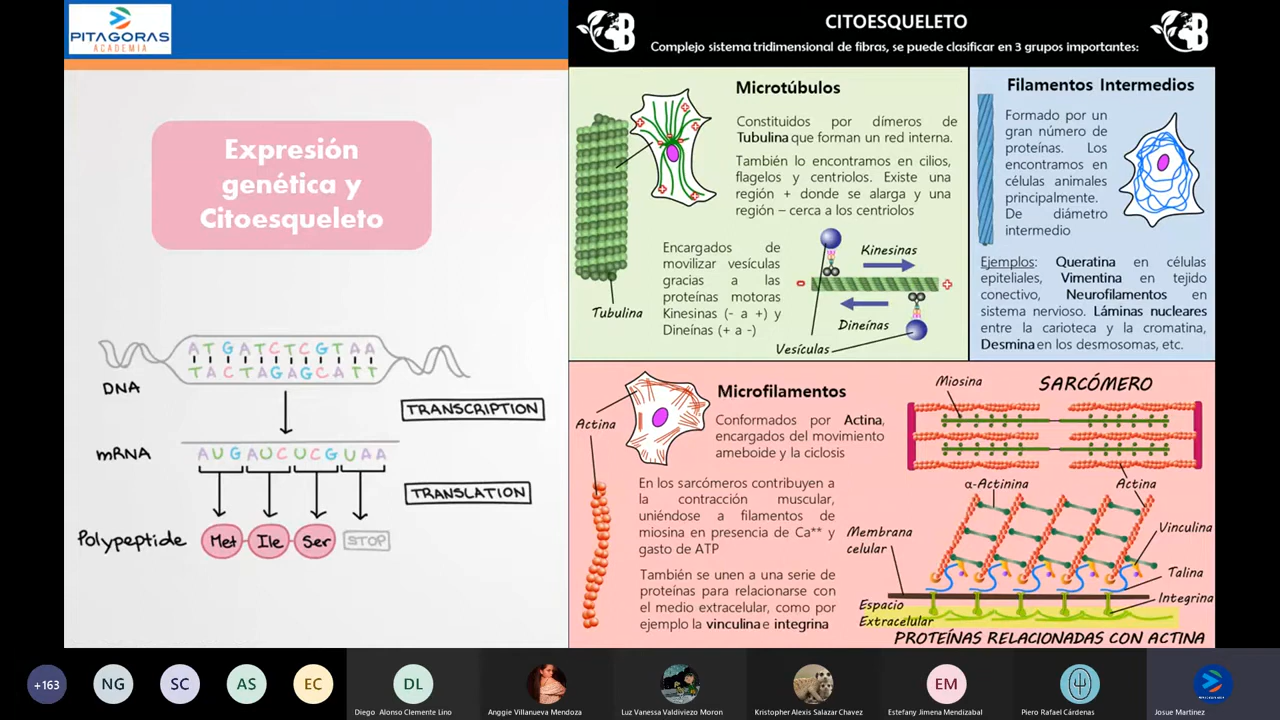 PITAGORAS
ACADEMIA
Expresión
genética y
Citoesqueleto
ATGATCTCGTAA
TACTAGAGCATT
DNA
TRANSCRIPTION
mRNA
AUGAUCUCGUAA
TRANSLATION
Polypeptide
Met
Ile
Ser
STOP
B
CITOESQUELETO
B
Complejo sistema tridimensional de fibras, se puede clasificar en 3 grupos importantes:
Microtúbulos
Constituidos por dímeros de
Tubulina que forman un red interna.
También lo encontramos en cilios,
flagelos y centriolos. Existe una
región + donde se alarga y una
región – cerca a los centriolos
Encargados de
movilizar vesículas
gracias a las
proteínas motoras
Kinesinas (- a +) y
Dineínas (+ a -)
Tubulina
Kinesinas
- +
Dineínas
Vesículas
Filamentos Intermedios
Formado por un
gran número de
proteínas. Los
encontramos en
células animales
principalmente.
De diámetro
intermedio
Ejemplos: Queratina en células
epiteliales, Vimentina en tejido
conectivo, Neurofilamentos en
sistema nervioso. Láminas nucleares
entre la carioteca y la cromatina,
Desmina en los desmosomas, etc.
Microfilamentos
Actina
Conformados por Actina,
encargados del movimiento
ameboide y la ciclosis
En los sarcómeros contribuyen a
la contracción muscular,
uniéndose a filamentos de
miosina en presencia de Ca⁺⁺ y
gasto de ATP
También se unen a una serie de
proteínas para relacionarse con
el medio extracelular, como por
ejemplo la vinculina e integrina
Miosina
SARCÓMERO
α-Actinina
Actina
Membrana
celular
Vinculina
Talina
Integrina
Espacio
Extracelular
PROTEÍNAS RELACIONADAS CON ACTINA
+163
NG
SC
AS
EC
DL
EM
Diego Alonso Clemente Lino
Anggie Villanueva Mendoza
Luz Vanessa Valdiviezo Moron
Kristopher Alexis Salazar Chavez
Estefany Jimena Mendizabal
Piero Rafael Cárdenas
Josue Martinez